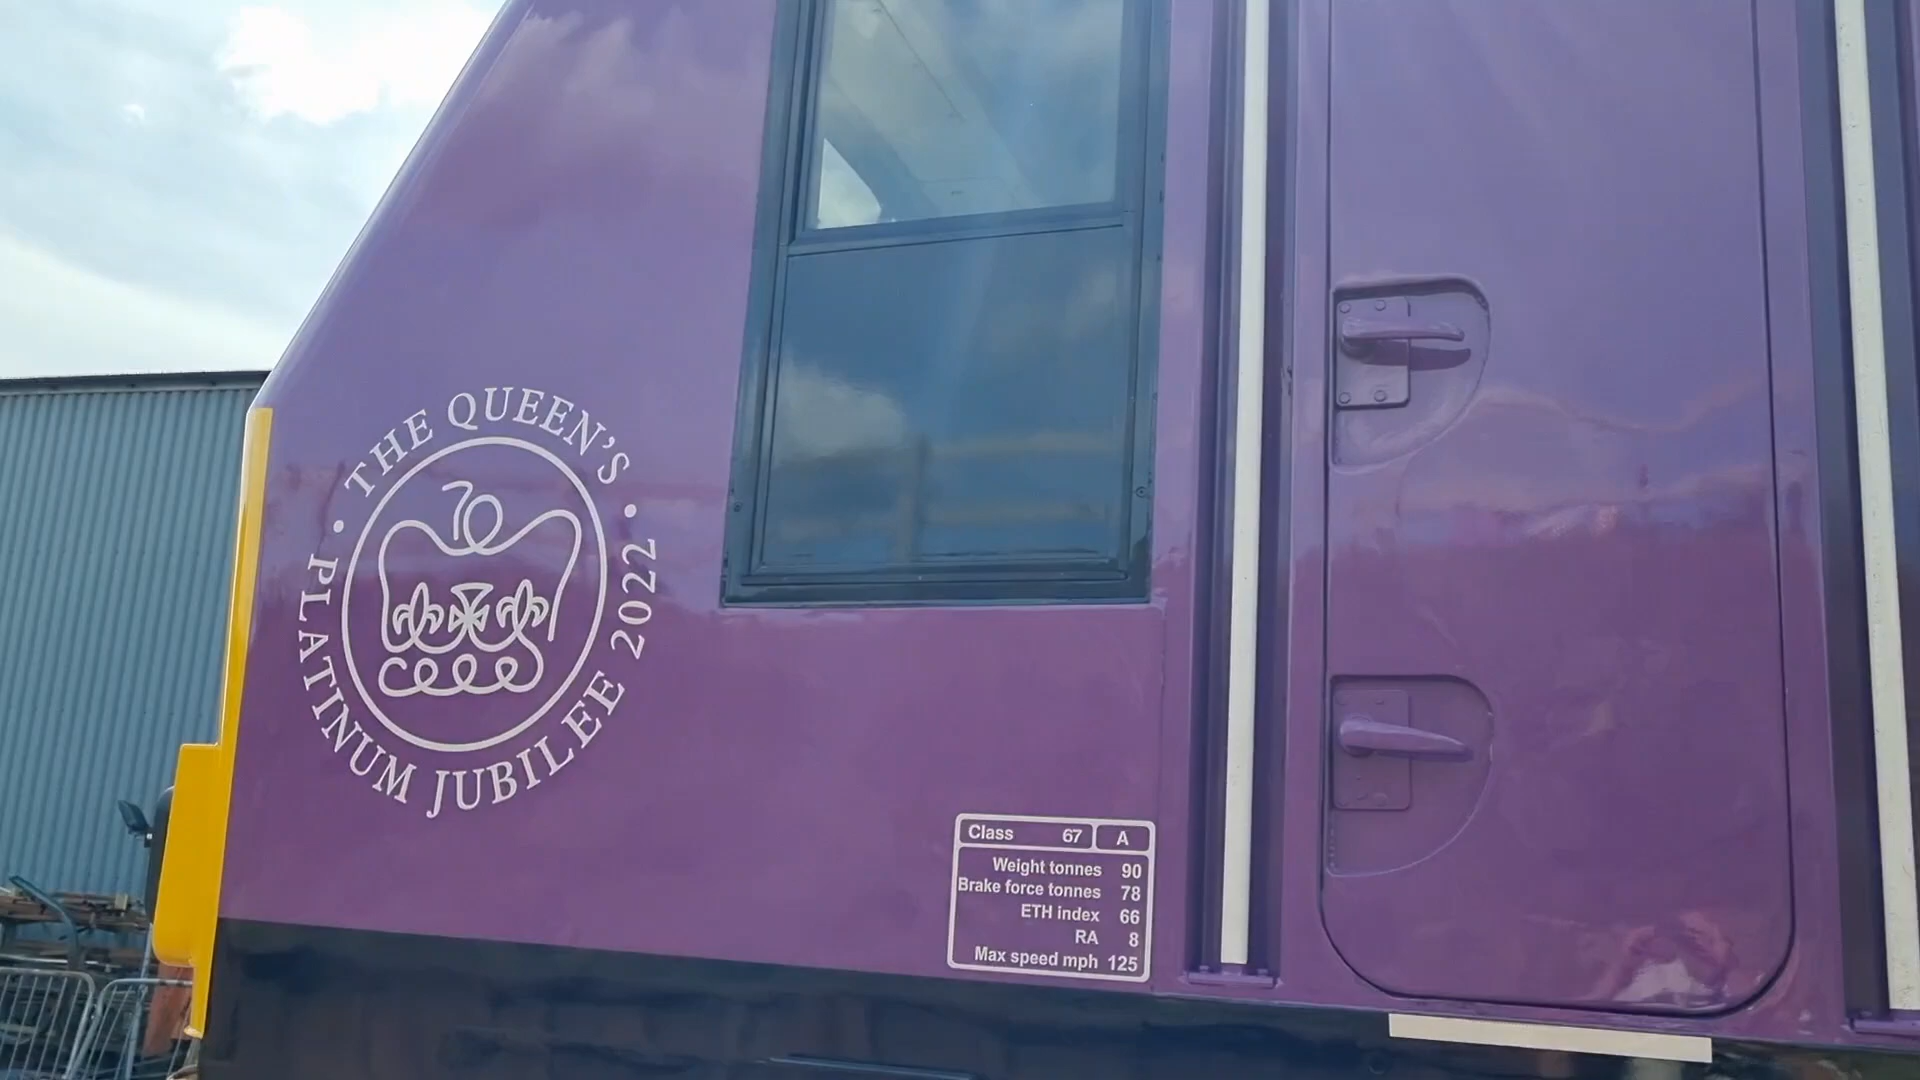 THE QUEEN'S
70
• PLATINUM JUBILEE 2022 •
Class 67 A
Weight tonnes 90
Brake force tonnes 78
ETH index 66
RA 8
Max speed mph 125